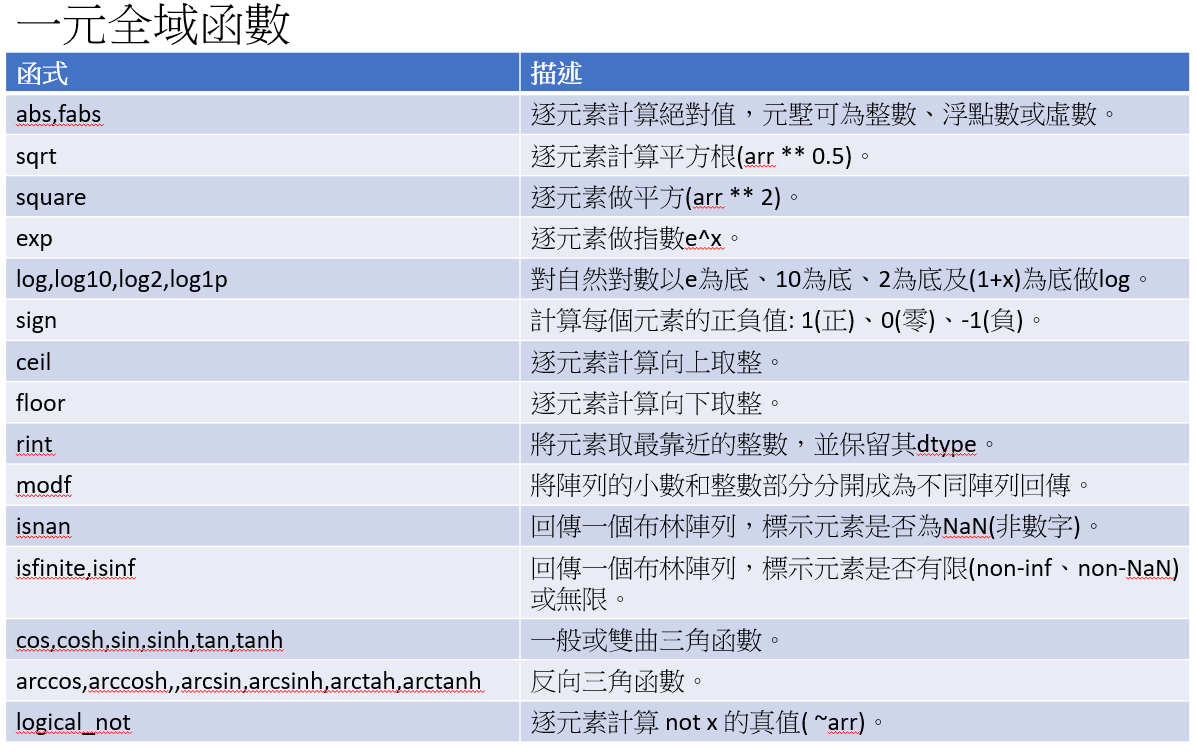 一元全域函數
函式 描述
abs,fabs 逐元素計算絕對值，元墅可為整數、浮點數或虛數。
sqrt 逐元素計算平方根(arr ** 0.5)。
square 逐元素做平方(arr ** 2)。
exp 逐元素做指數e^x。
log,log10,log2,log1p 對自然對數以e為底、10為底、2為底及(1+x)為底做log。
sign 計算每個元素的正負值: 1(正)、0(零)、-1(負)。
ceil 逐元素計算向上取整。
floor 逐元素計算向下取整。
rint 將元素取最靠近的整數，並保留其dtype。
modf 將陣列的小數和整數部分分開成為不同陣列回傳。
isnan 回傳一個布林陣列，標示元素是否為NaN(非數字)。
isfinite,isinf 回傳一個布林陣列，標示元素是否有限(non-inf、non-NaN)
或無限。
cos,cosh,sin,sinh,tan,tanh 一般或雙曲三角函數。
arccos,arccosh,,arcsin,arcsinh,arctah,arctanh 反向三角函數。
logical_not 逐元素計算 not x 的真值( ~arr)。